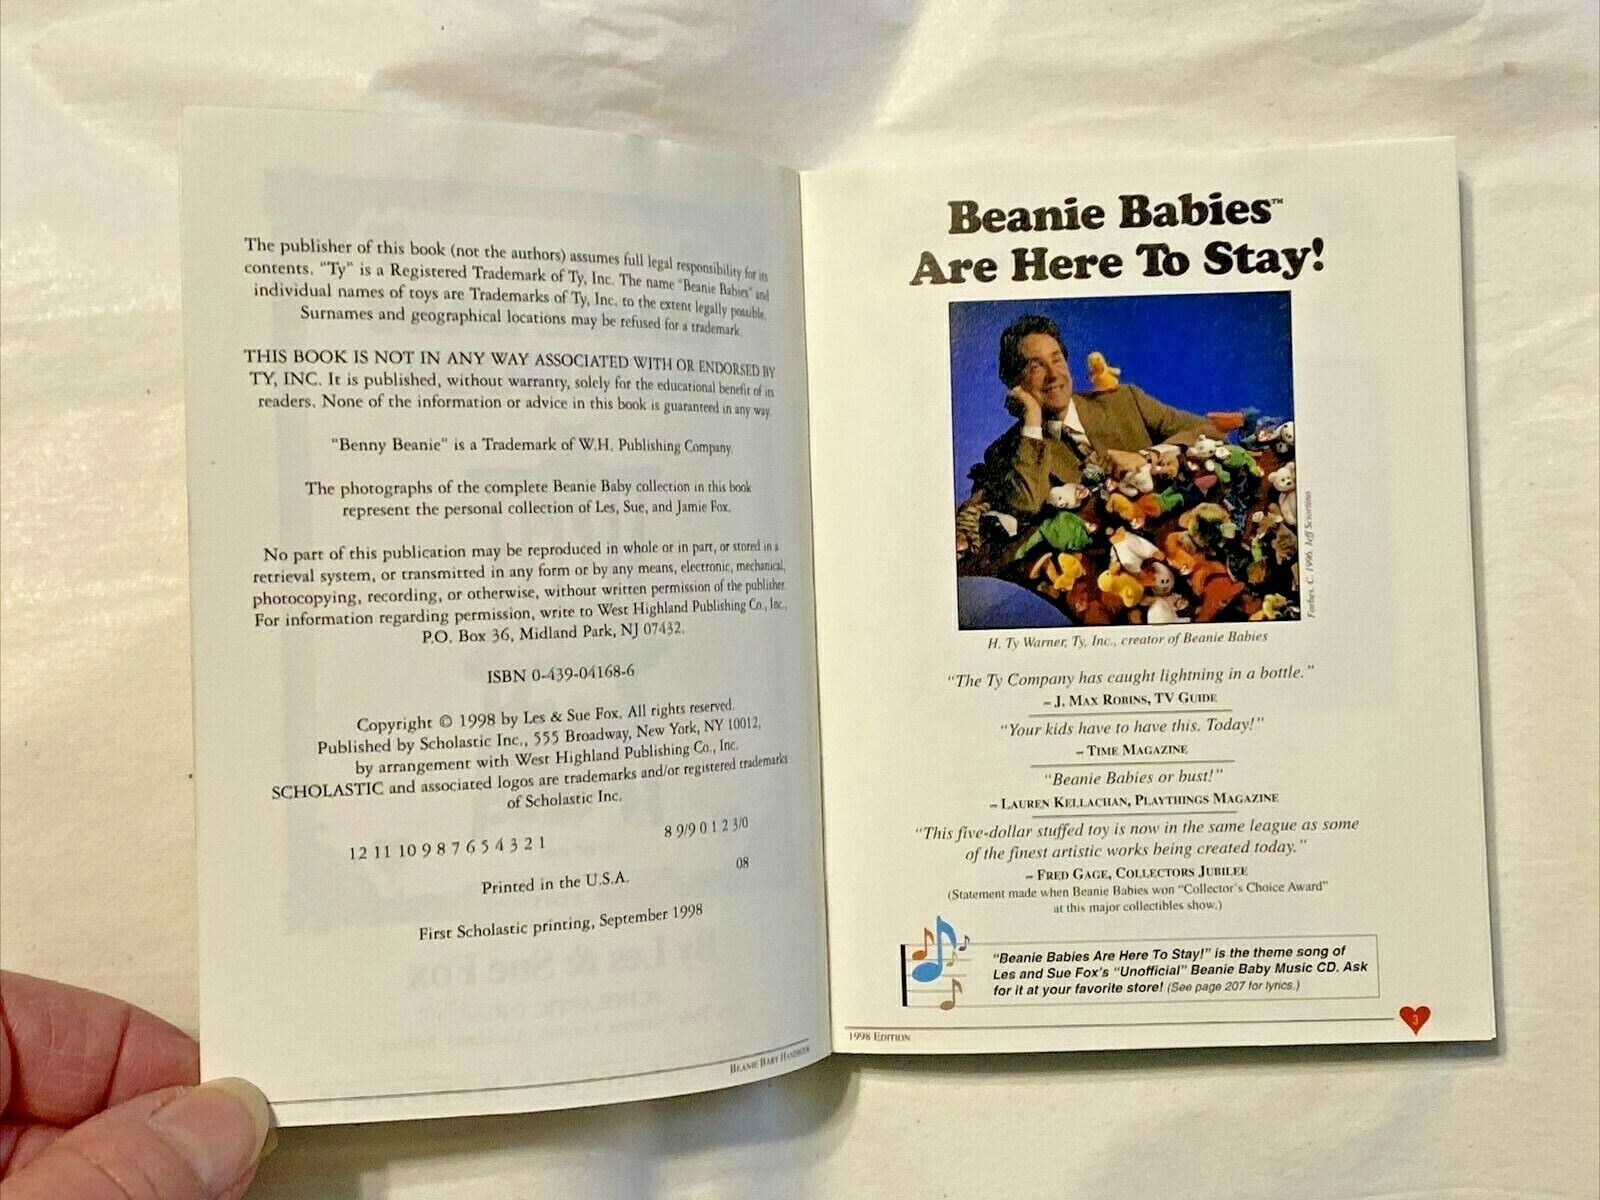 The publisher of this book (not the authors) assumes full legal responsibility for its
contents. "Ty" is a Registered Trademark of Ty, Inc. The name "Beanie Babies" and
individual names of toys are Trademarks of Ty, Inc. to the extent legally possible.
Surnames and geographical locations may be refused for a trademark.
THIS BOOK IS NOT IN ANY WAY ASSOCIATED WITH OR ENDORSED BY
TY, INC. It is published, without warranty, solely for the educational benefit of its
readers. None of the information or advice in this book is guaranteed in any way.
"Benny Beanie" is a Trademark of W.H. Publishing Company.
The photographs of the complete Beanie Baby collection in this book
represent the personal collection of Les, Sue, and Jamie Fox.
No part of this publication may be reproduced in whole or in part, or stored in a
retrieval system, or transmitted in any form or by any means, electronic, mechanical,
photocopying, recording, or otherwise, without written permission of the publisher.
For information regarding permission, write to West Highland Publishing Co., Inc.,
P.O. Box 36, Midland Park, NJ 07432.
ISBN 0-439-04168-6
Copyright © 1998 by Les & Sue Fox. All rights reserved.
Published by Scholastic Inc., 555 Broadway, New York, NY 10012,
by arrangement with West Highland Publishing Co., Inc.
SCHOLASTIC and associated logos are trademarks and/or registered trademarks
of Scholastic Inc.
12 11 10 9 8 7 6 5 4 3 2 1 8 9/9 0 1 2 3/0
08
Printed in the U.S.A.
First Scholastic printing, September 1998
BEANIE BABY HANDBOOK
Beanie Babies™
Are Here To Stay!
Forbes. C. 1996. Jeff Sciortino
H. Ty Warner, Ty, Inc., creator of Beanie Babies
"The Ty Company has caught lightning in a bottle."
– J. MAX ROBINS, TV GUIDE
"Your kids have to have this. Today!"
– TIME MAGAZINE
"Beanie Babies or bust!"
– LAUREN KELLACHAN, PLAYTHINGS MAGAZINE
"This five-dollar stuffed toy is now in the same league as some
of the finest artistic works being created today."
– FRED GAGE, COLLECTORS JUBILEE
(Statement made when Beanie Babies won "Collector's Choice Award"
at this major collectibles show.)
"Beanie Babies Are Here To Stay!" is the theme song of
Les and Sue Fox's "Unofficial" Beanie Baby Music CD. Ask
for it at your favorite store! (See page 207 for lyrics.)
1998 EDITION
3